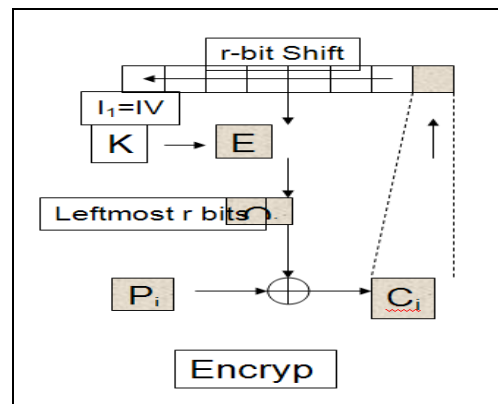 r-bit Shift
I₁=IV
K
E
Leftmost r bits
Pᵢ
Cᵢ
Encryp